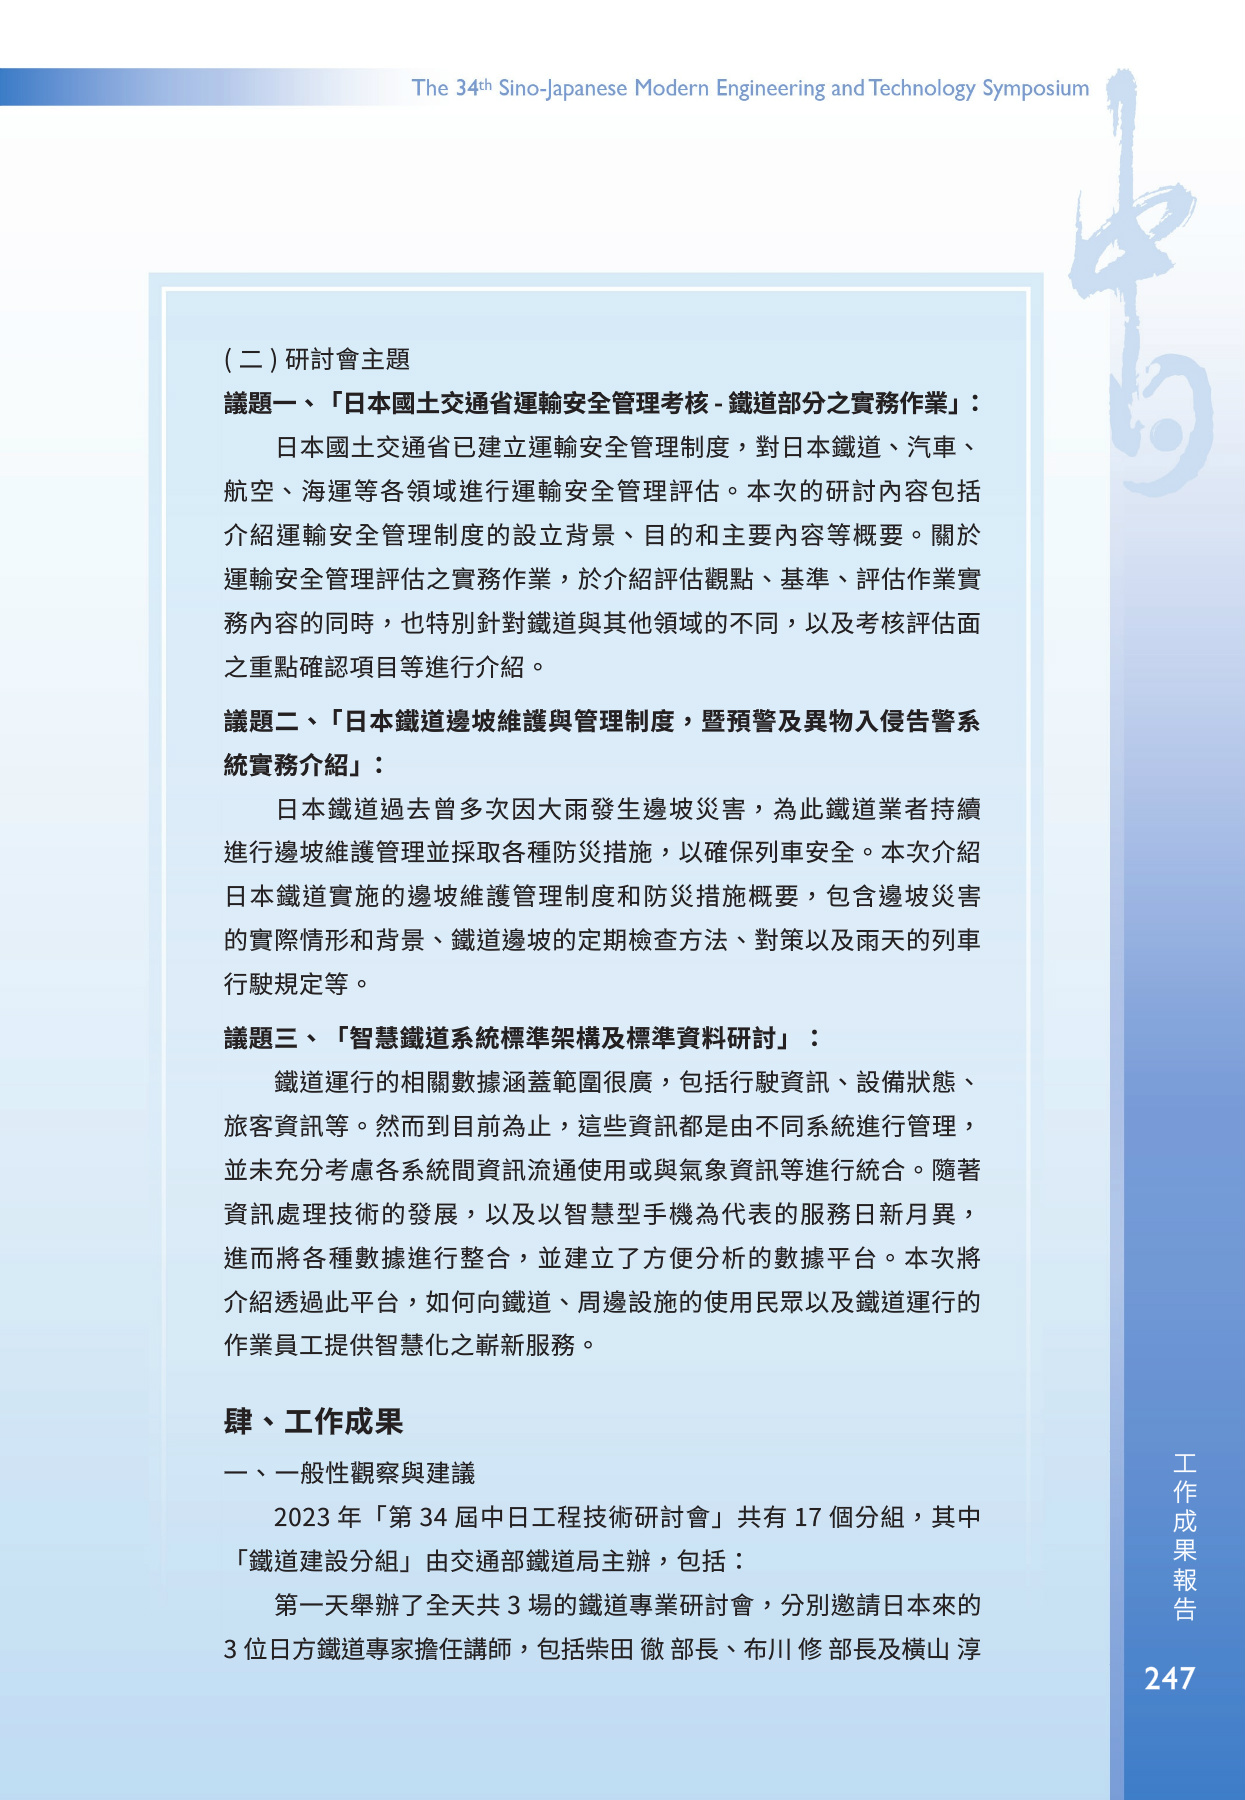 The 34th Sino-Japanese Modern Engineering and Technology Symposium
(二)研討會主題
議題一、「日本國土交通省運輸安全管理考核-鐵道部分之實務作業」：
日本國土交通省已建立運輸安全管理制度，對日本鐵道、汽車、
航空、海運等各領域進行運輸安全管理評估。本次的研討內容包括
介紹運輸安全管理制度的設立背景、目的和主要內容等概要。關於
運輸安全管理評估之實務作業，於介紹評估觀點、基準、評估作業實
務內容的同時，也特別針對鐵道與其他領域的不同，以及考核評估面
之重點確認項目等進行介紹。
議題二、「日本鐵道邊坡維護與管理制度，暨預警及異物入侵告警系
統實務介紹」：
日本鐵道過去曾多次因大雨發生邊坡災害，為此鐵道業者持續
進行邊坡維護管理並採取各種防災措施，以確保列車安全。本次介紹
日本鐵道實施的邊坡維護管理制度和防災措施概要，包含邊坡災害
的實際情形和背景、鐵道邊坡的定期檢查方法、對策以及雨天的列車
行駛規定等。
議題三、「智慧鐵道系統標準架構及標準資料研討」：
鐵道運行的相關數據涵蓋範圍很廣，包括行駛資訊、設備狀態、
旅客資訊等。然而到目前為止，這些資訊都是由不同系統進行管理，
並未充分考慮各系統間資訊流通使用或與氣象資訊等進行統合。隨著
資訊處理技術的發展，以及以智慧型手機為代表的服務日新月異，
進而將各種數據進行整合，並建立了方便分析的數據平台。本次將
介紹透過此平台，如何向鐵道、周邊設施的使用民眾以及鐵道運行的
作業員工提供智慧化之嶄新服務。
肆、工作成果
一、一般性觀察與建議
2023 年「第 34 屆中日工程技術研討會」共有 17 個分組，其中
「鐵道建設分組」由交通部鐵道局主辦，包括：
第一天舉辦了全天共 3 場的鐵道專業研討會，分別邀請日本來的
3 位日方鐵道專家擔任講師，包括柴田 徹 部長、布川 修 部長及橫山 淳
中日
工作成果報告
247